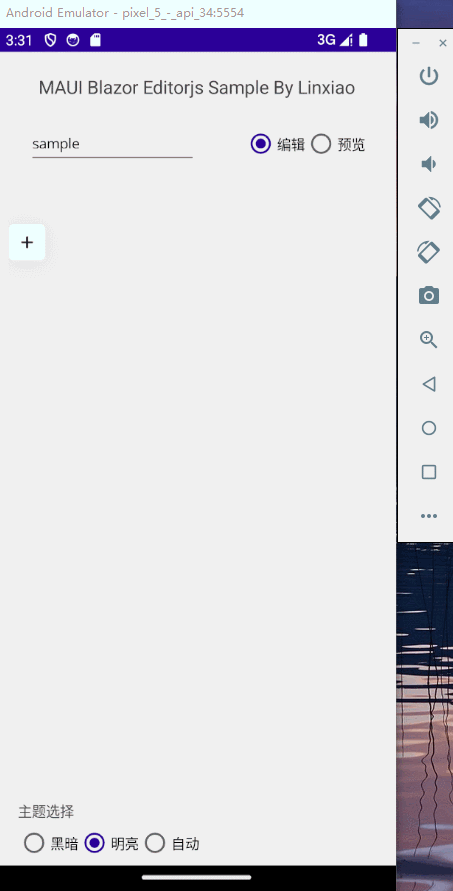 Android Emulator - pixel_5_-_api_34:5554
3:31 3G
MAUI Blazor Editorjs Sample By Linxiao
sample 编辑 预览
+
主题选择
黑暗 明亮 自动